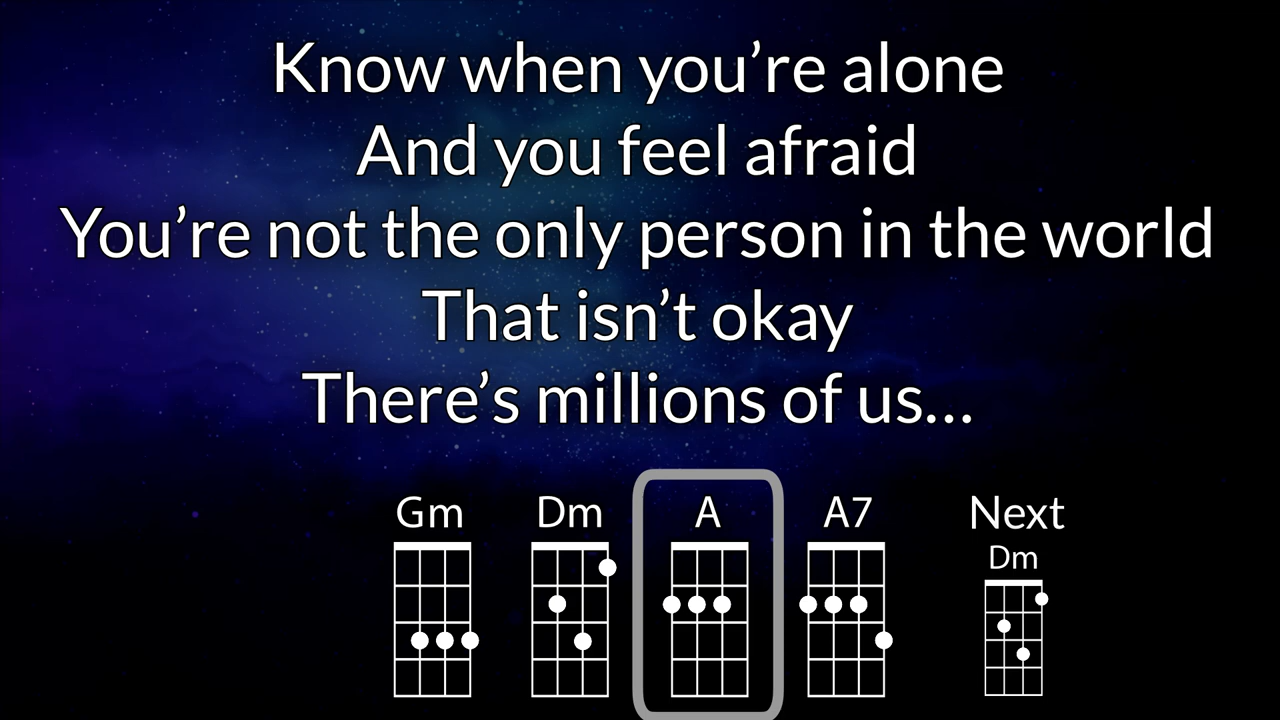 Know when you’re alone
And you feel afraid
You’re not the only person in the world
That isn’t okay
There’s millions of us...
Gm Dm A A7 Next
Dm